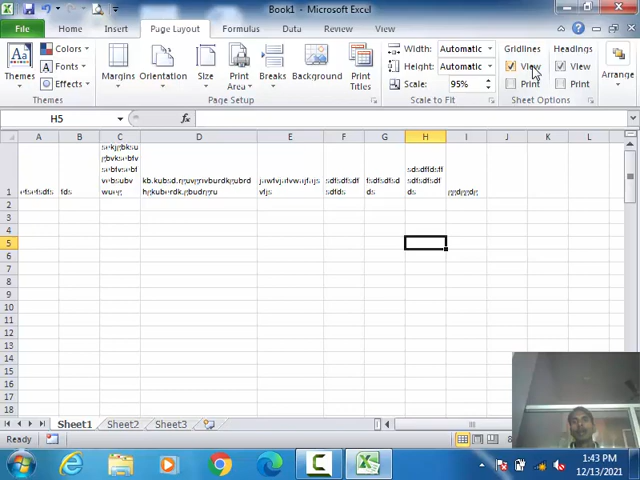 Book1 - Microsoft Excel
File Home Insert Page Layout Formulas Data Review View
Themes Colors Fonts Effects
Themes
Margins Orientation Size Print Area Breaks Background Print Titles
Page Setup
Width: Automatic
Height: Automatic
Scale: 95%
Scale to Fit
Gridlines Headings
View View
Print Print
Sheet Options
Arrange
H5 fx
A B C D E F G H I J K L
1
2
3
4
5
6
7
8
9
10
11
12
13
14
15
16
17
18
fds
Sheet1 Sheet2 Sheet3
Ready
1:43 PM
12/13/2021